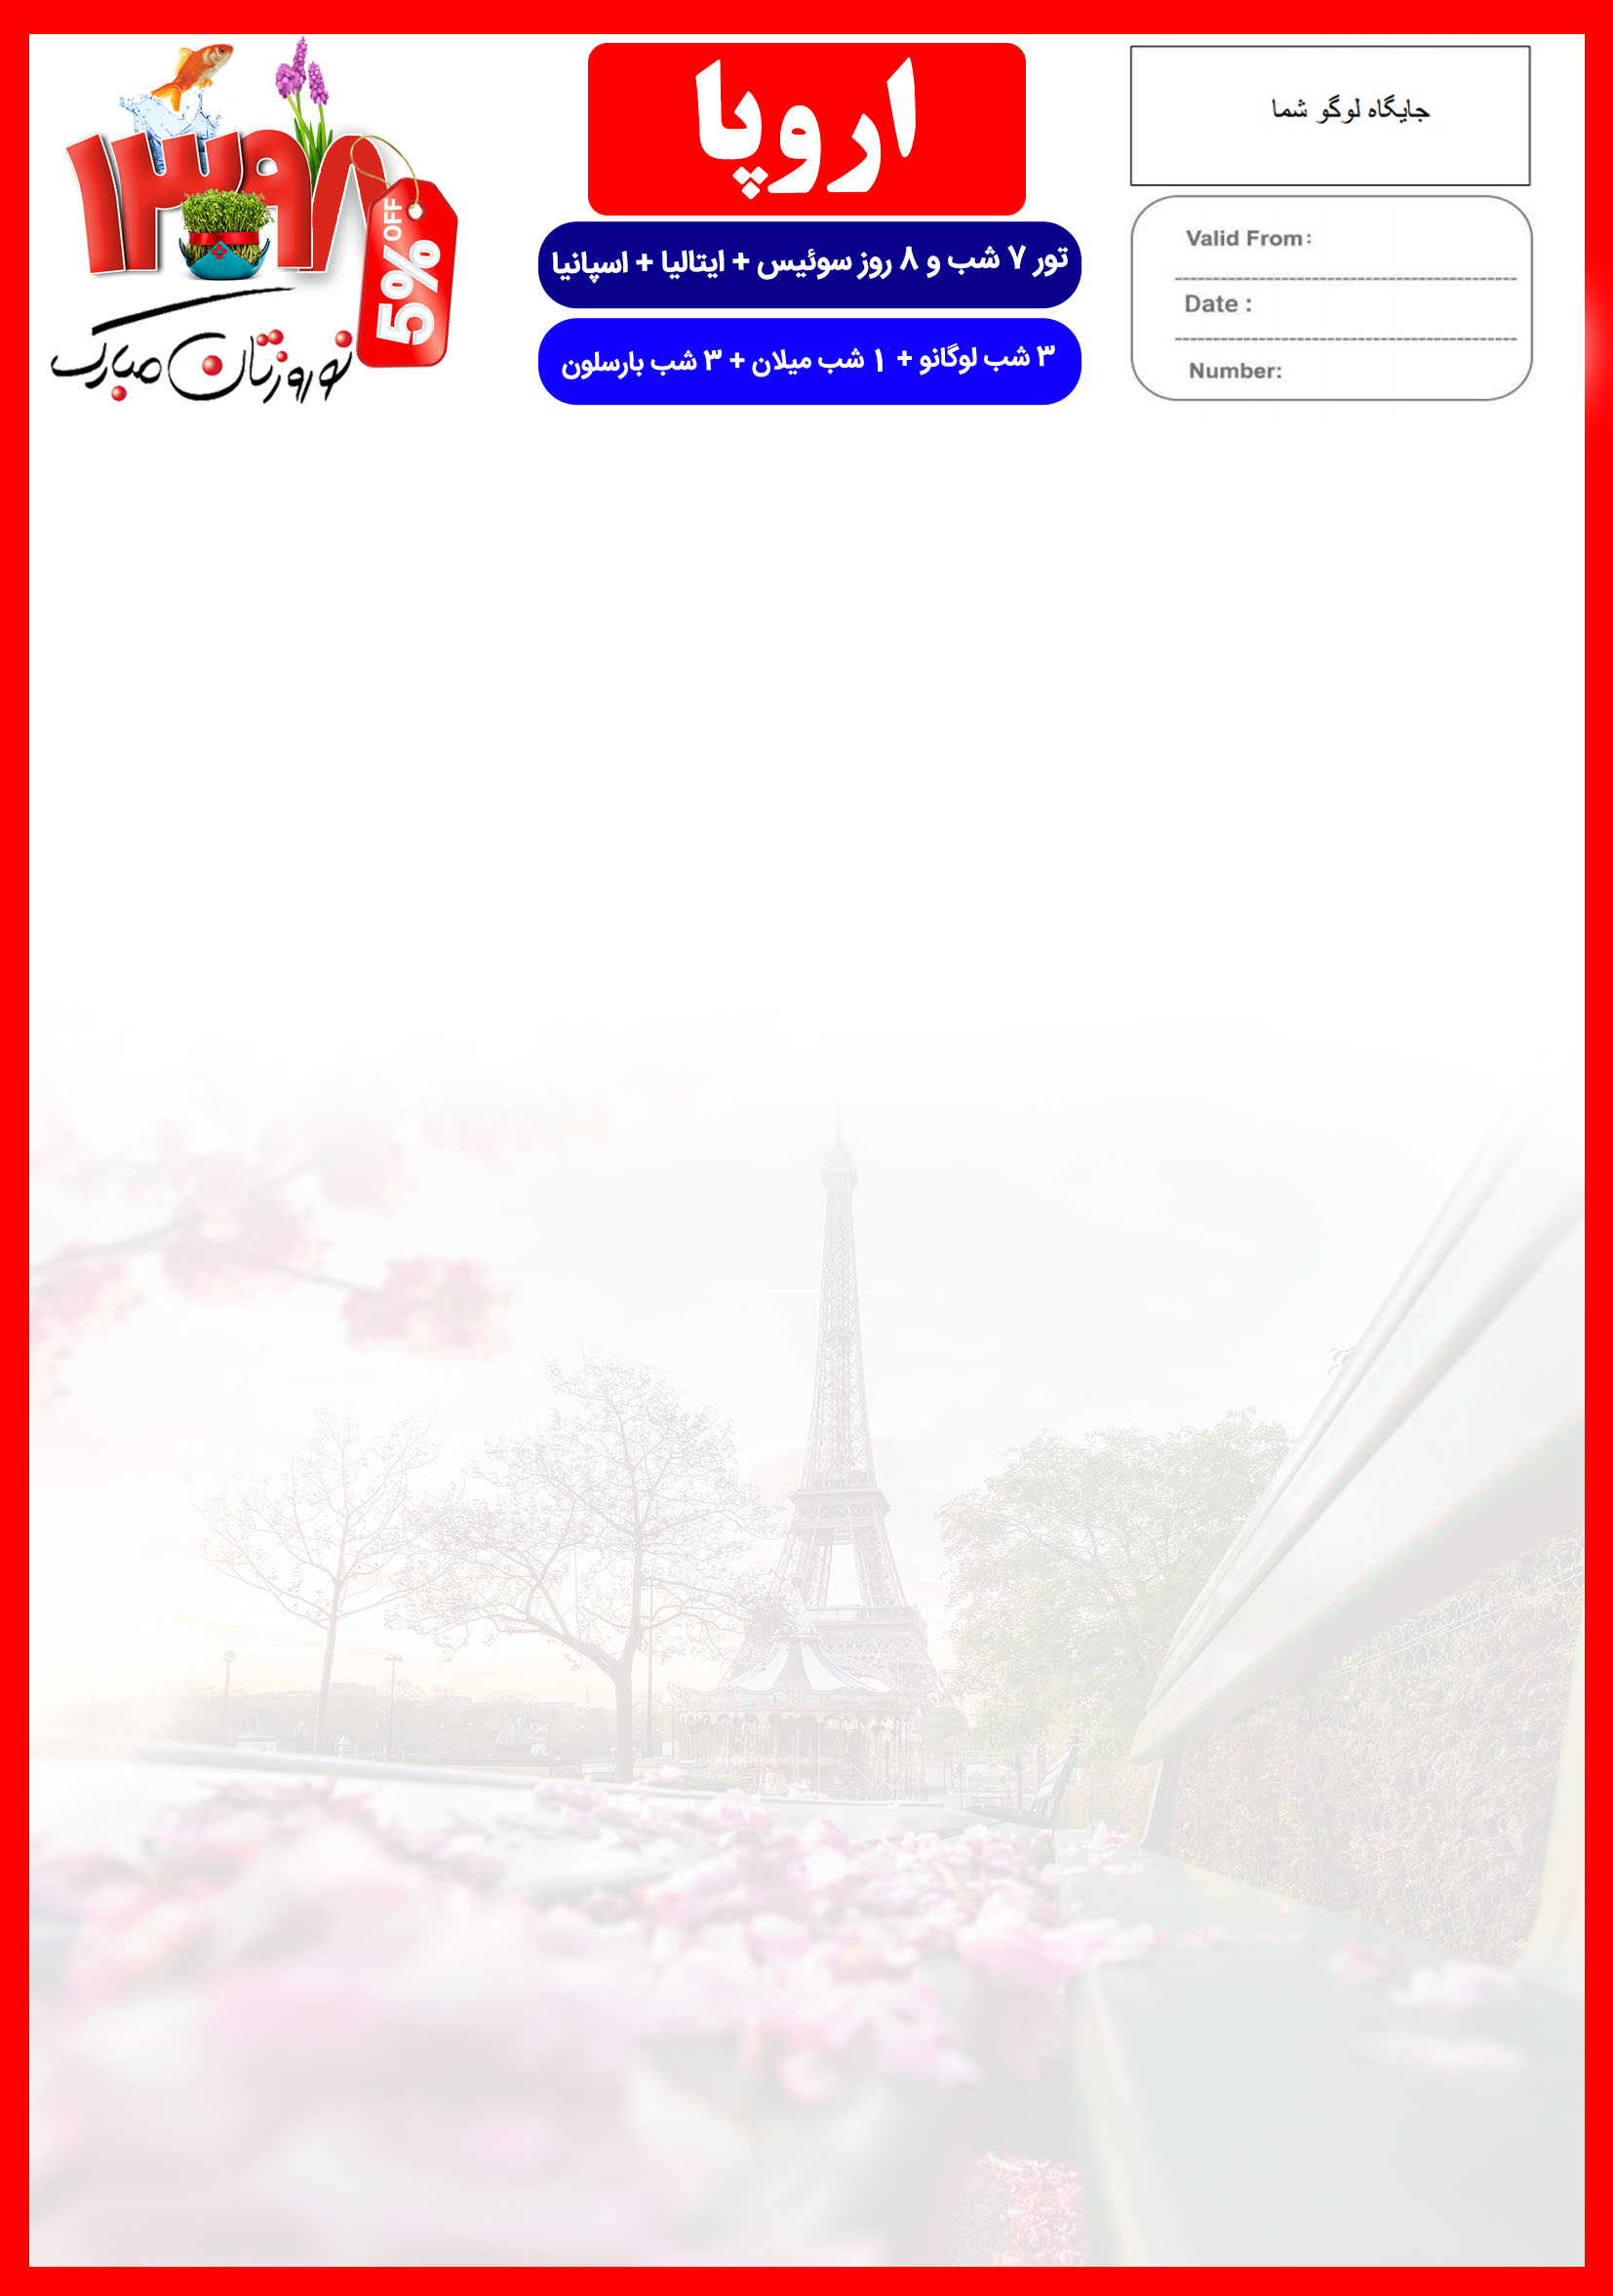 ۱۳۹۸
5% OFF
نوروزتان مبارک
اروپا
تور ۷ شب و ۸ روز سوئیس + ایتالیا + اسپانیا
۳ شب لوگانو + ۱ شب میلان + ۳ شب بارسلون
جایگاه لوگو شما
Valid From:
Date :
Number: